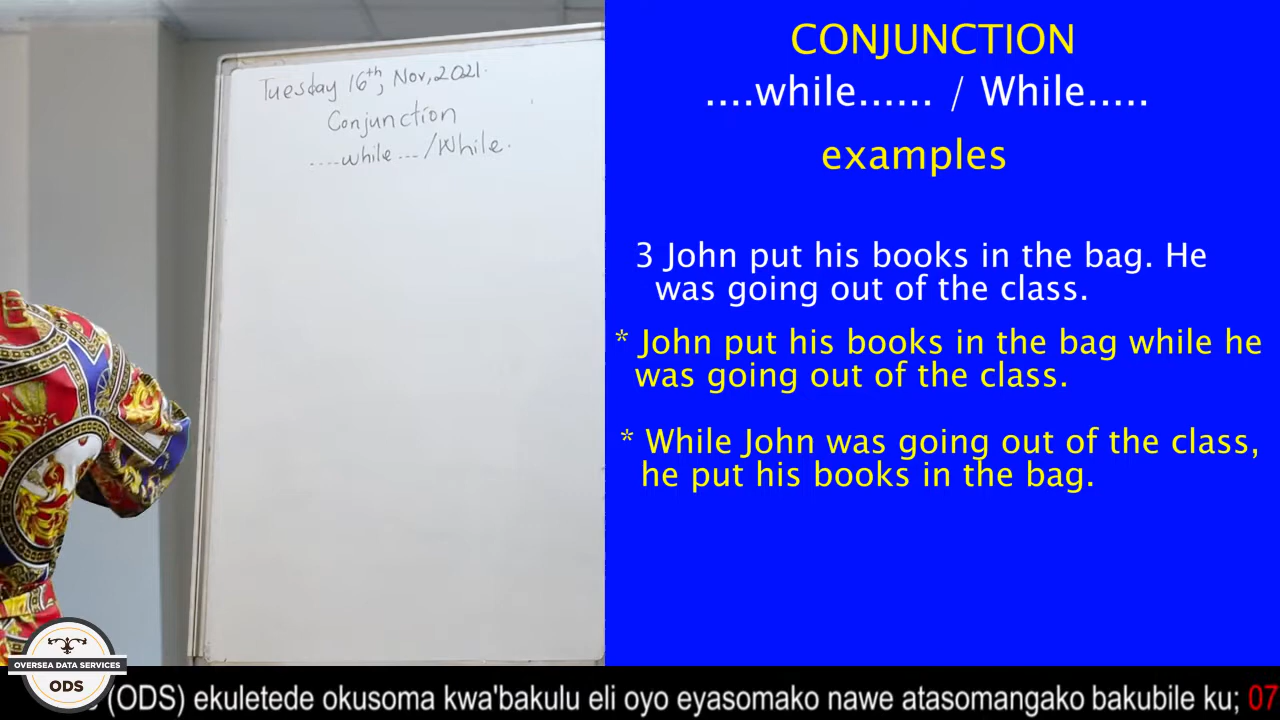 Tuesday 16th, Nov, 2021.
Conjunction
....while.... /While.
CONJUNCTION
....while...... / While.....
examples
3 John put his books in the bag. He
was going out of the class.
* John put his books in the bag while he
was going out of the class.
* While John was going out of the class,
he put his books in the bag.
OVERSEA DATA SERVICES
ODS
(ODS) ekuletede okusoma kwa'bakulu eli oyo eyasomako nawe atasomangako bakubile ku; 07